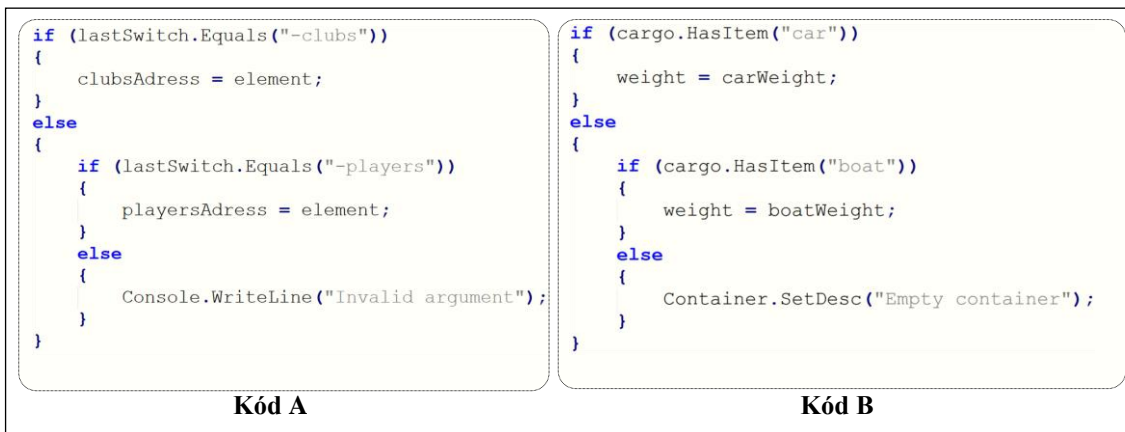 if (lastSwitch.Equals("-clubs"))
{
    clubsAdress = element;
}
else
{
    if (lastSwitch.Equals("-players"))
    {
        playersAdress = element;
    }
    else
    {
        Console.WriteLine("Invalid argument");
    }
}
Kód A
if (cargo.HasItem("car"))
{
    weight = carWeight;
}
else
{
    if (cargo.HasItem("boat"))
    {
        weight = boatWeight;
    }
    else
    {
        Container.SetDesc("Empty container");
    }
}
Kód B